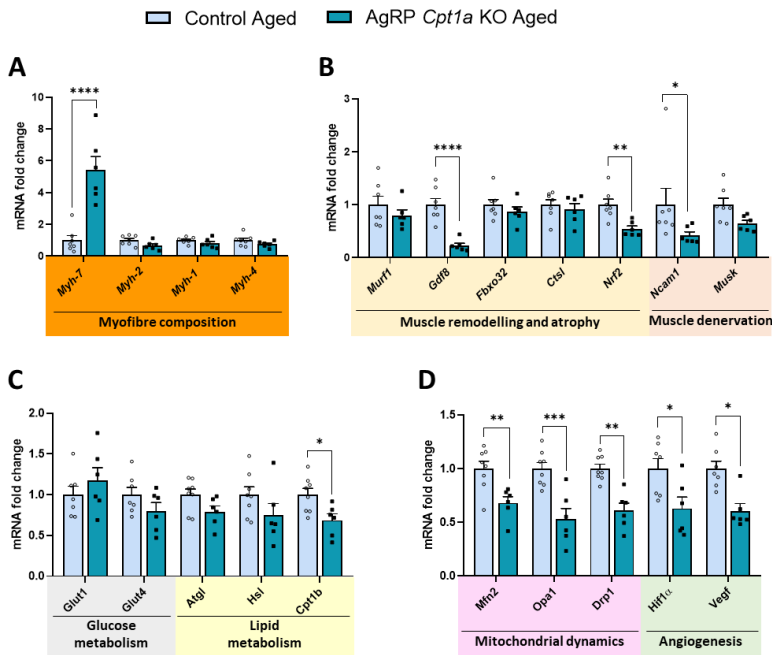 Control Aged AgRP Cpt1a KO Aged
A
mRNA fold change
10
8
6
4
2
0
****
Myh-7 Myh-2 Myh-1 Myh-4
Myofibre composition
B
mRNA fold change
3
2
1
0
**** ** *
Murf1 Gdf8 Fbxo32 Ctsl Nrf2 Ncam1 Musk
Muscle remodelling and atrophy Muscle denervation
C
mRNA fold change
2.0
1.5
1.0
0.5
0.0
*
Glut1 Glut4 Atgl Hsl Cpt1b
Glucose metabolism
Lipid metabolism
D
mRNA fold change
1.5
1.0
0.5
0.0
** *** ** * *
Mfn2 Opa1 Drp1 Hif1α Vegf
Mitochondrial dynamics Angiogenesis